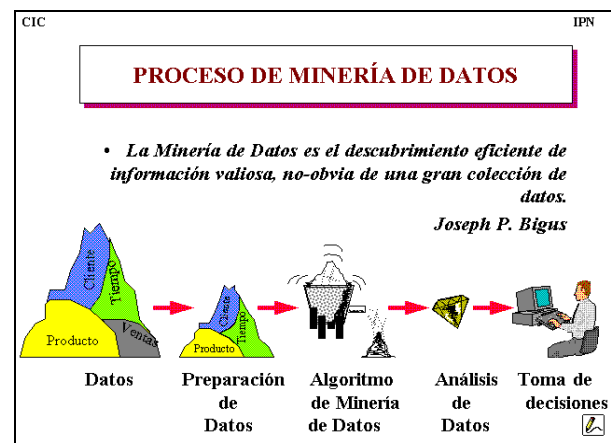 CIC
IPN
PROCESO DE MINERÍA DE DATOS
• La Minería de Datos es el descubrimiento eficiente de
información valiosa, no-obvia de una gran colección de
datos.
Joseph P. Bigus
Cliente
Tiempo
Producto
Ventas
Cliente
Tiempo
Producto
Datos
Preparación
de
Datos
Algoritmo
de Minería
de Datos
Análisis
de
Datos
Toma de
decisiones